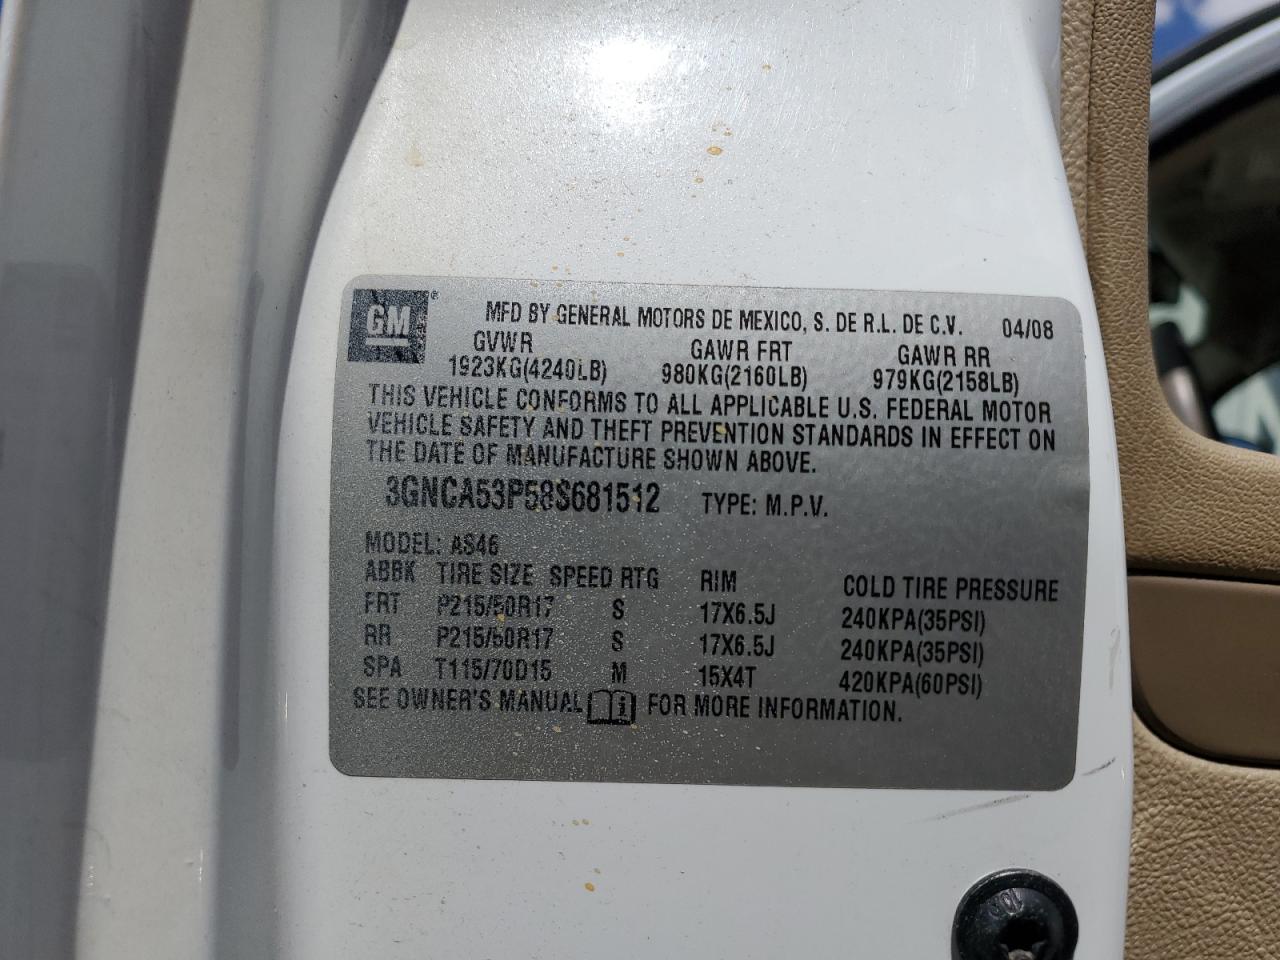 GM®
MFD BY GENERAL MOTORS DE MEXICO, S. DE R.L. DE C.V. 04/08
GVWR GAWR FRT GAWR RR
1923KG(4240LB) 980KG(2160LB) 979KG(2158LB)
THIS VEHICLE CONFORMS TO ALL APPLICABLE U.S. FEDERAL MOTOR
VEHICLE SAFETY AND THEFT PREVENTION STANDARDS IN EFFECT ON
THE DATE OF MANUFACTURE SHOWN ABOVE.
3GNCA53P58S681512 TYPE: M.P.V.
MODEL: AS46
ABBK TIRE SIZE SPEED RTG RIM COLD TIRE PRESSURE
FRT P215/50R17 S 17X6.5J 240KPA(35PSI)
RR P215/50R17 S 17X6.5J 240KPA(35PSI)
SPA T115/70D15 M 15X4T 420KPA(60PSI)
SEE OWNER'S MANUAL FOR MORE INFORMATION.